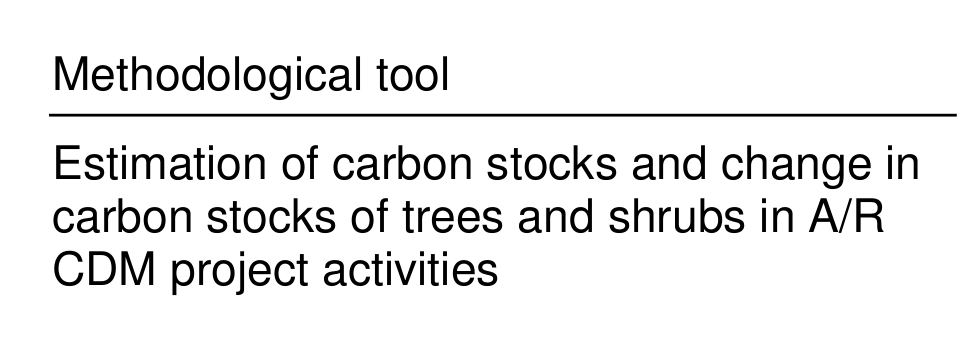 Methodological tool
Estimation of carbon stocks and change in
carbon stocks of trees and shrubs in A/R
CDM project activities